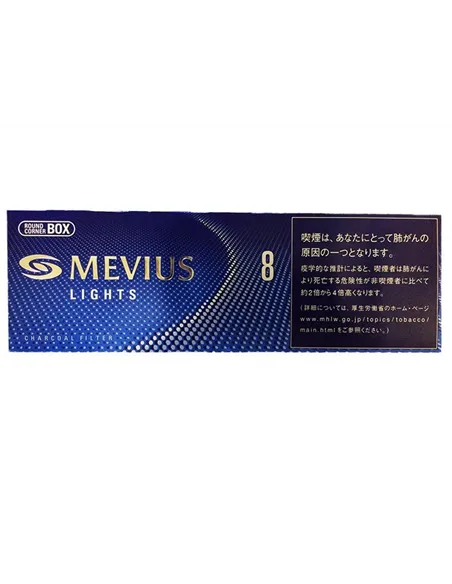 ROUND CORNER BOX
MEVIUS
LIGHTS
8
CHARCOAL FILTER
喫煙は、あなたにとって肺がんの
原因の一つとなります。
疫学的な推計によると、喫煙者は肺がんに
より死亡する危険性が非喫煙者に比べて
約2倍から4倍高くなります。
(詳細については、厚生労働省のホーム・ページ
www.mhlw.go.jp/topics/tobacco/
main.htmlをご参照ください。)